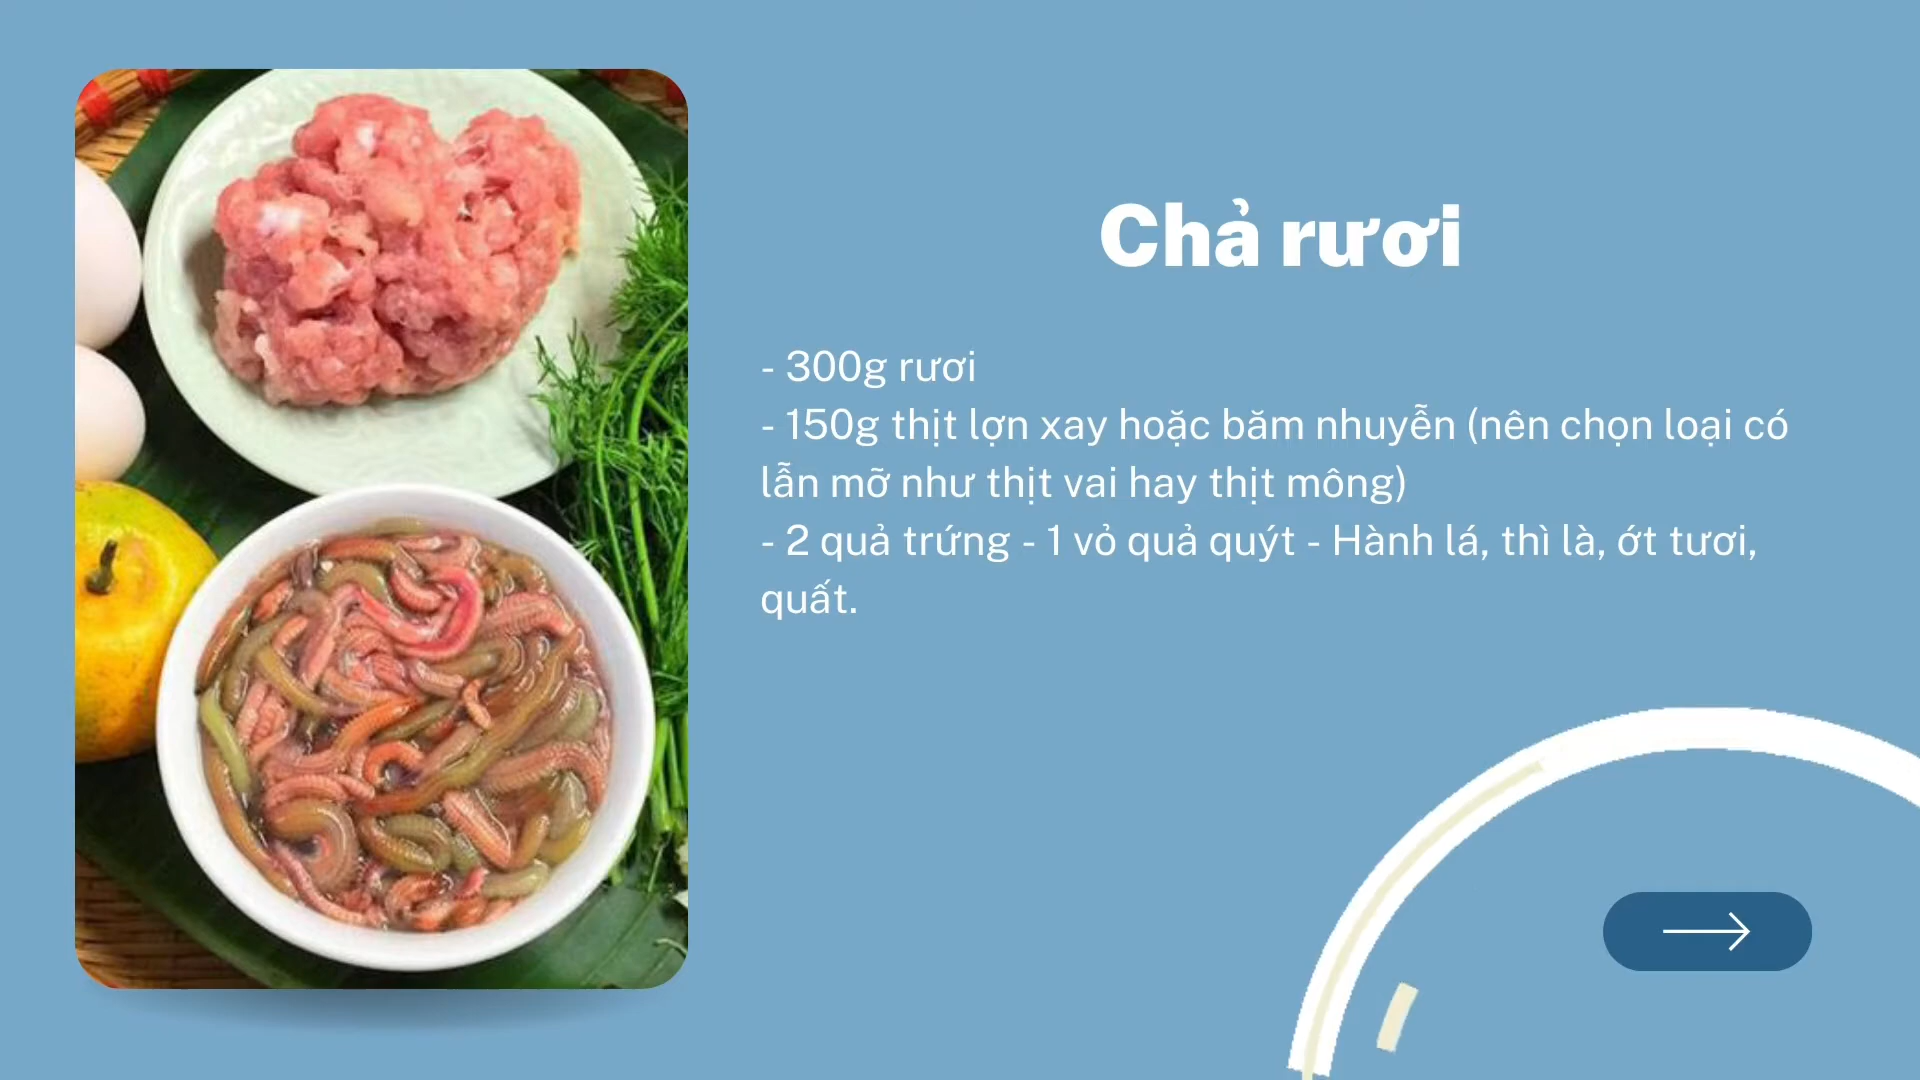 Chả rươi
- 300g rươi
- 150g thịt lợn xay hoặc băm nhuyễn (nên chọn loại có
lẫn mỡ như thịt vai hay thịt mông)
- 2 quả trứng - 1 vỏ quả quýt - Hành lá, thì là, ớt tươi,
quất.